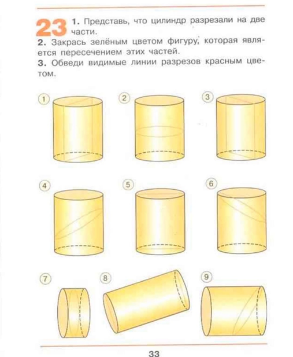 23 1. Представь, что цилиндр разрезали на две
части.
2. Закрась зелёным цветом фигуру, которая явля-
ется пересечением этих частей.
3. Обведи видимые линии разрезов красным цве-
том.
1 2 3
4 5 6
7 8 9
33